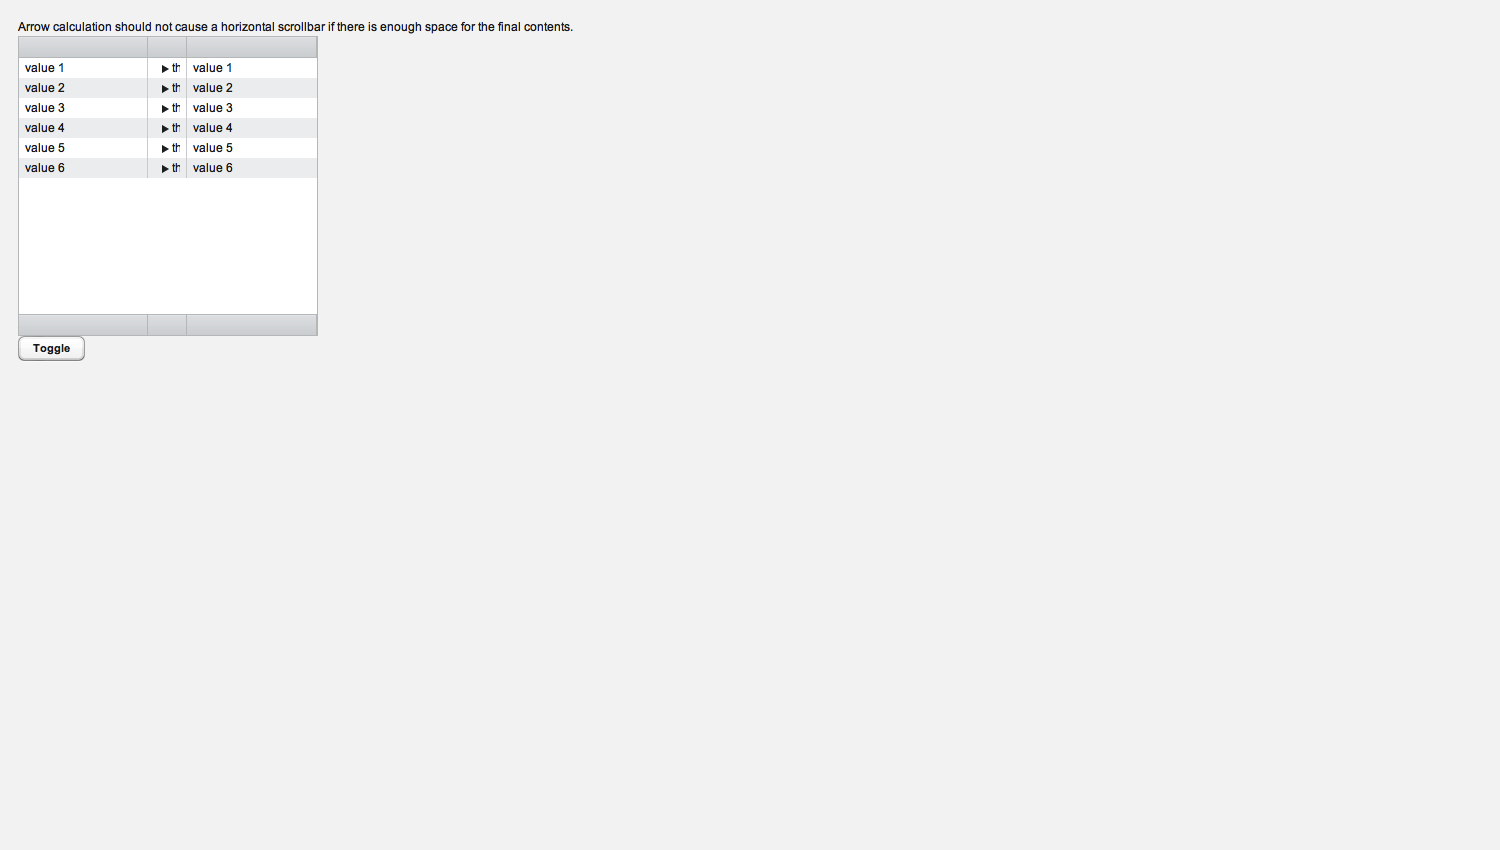 Arrow calculation should not cause a horizontal scrollbar if there is enough space for the final contents.
value 1 th value 1
value 2 th value 2
value 3 th value 3
value 4 th value 4
value 5 th value 5
value 6 th value 6
Toggle